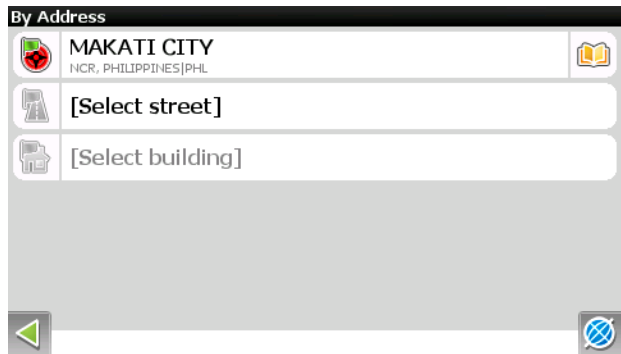 By Address
MAKATI CITY
NCR, PHILIPPINES|PHL
[Select street]
[Select building]